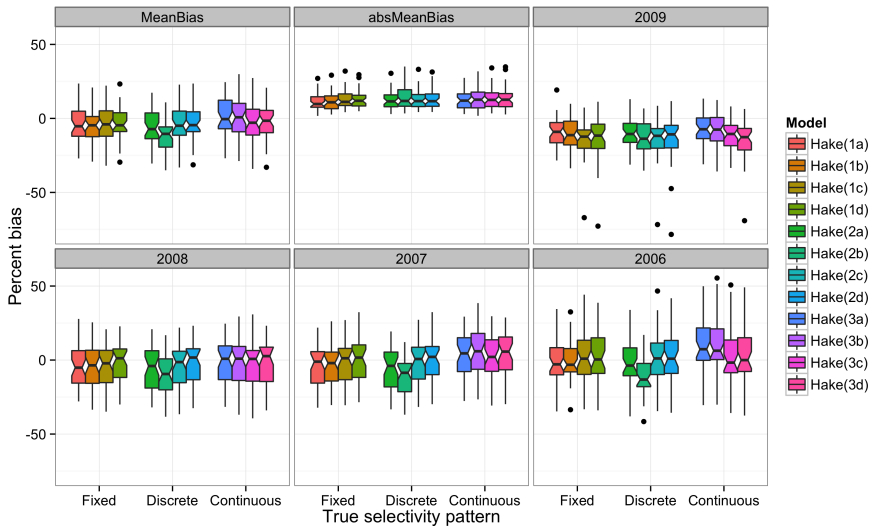 MeanBias
absMeanBias
2009
50
0
-50
2008
2007
2006
50
0
-50
Percent bias
Fixed
Discrete
Continuous
Fixed
Discrete
Continuous
Fixed
Discrete
Continuous
True selectivity pattern
Model
Hake(1a)
Hake(1b)
Hake(1c)
Hake(1d)
Hake(2a)
Hake(2b)
Hake(2c)
Hake(2d)
Hake(3a)
Hake(3b)
Hake(3c)
Hake(3d)